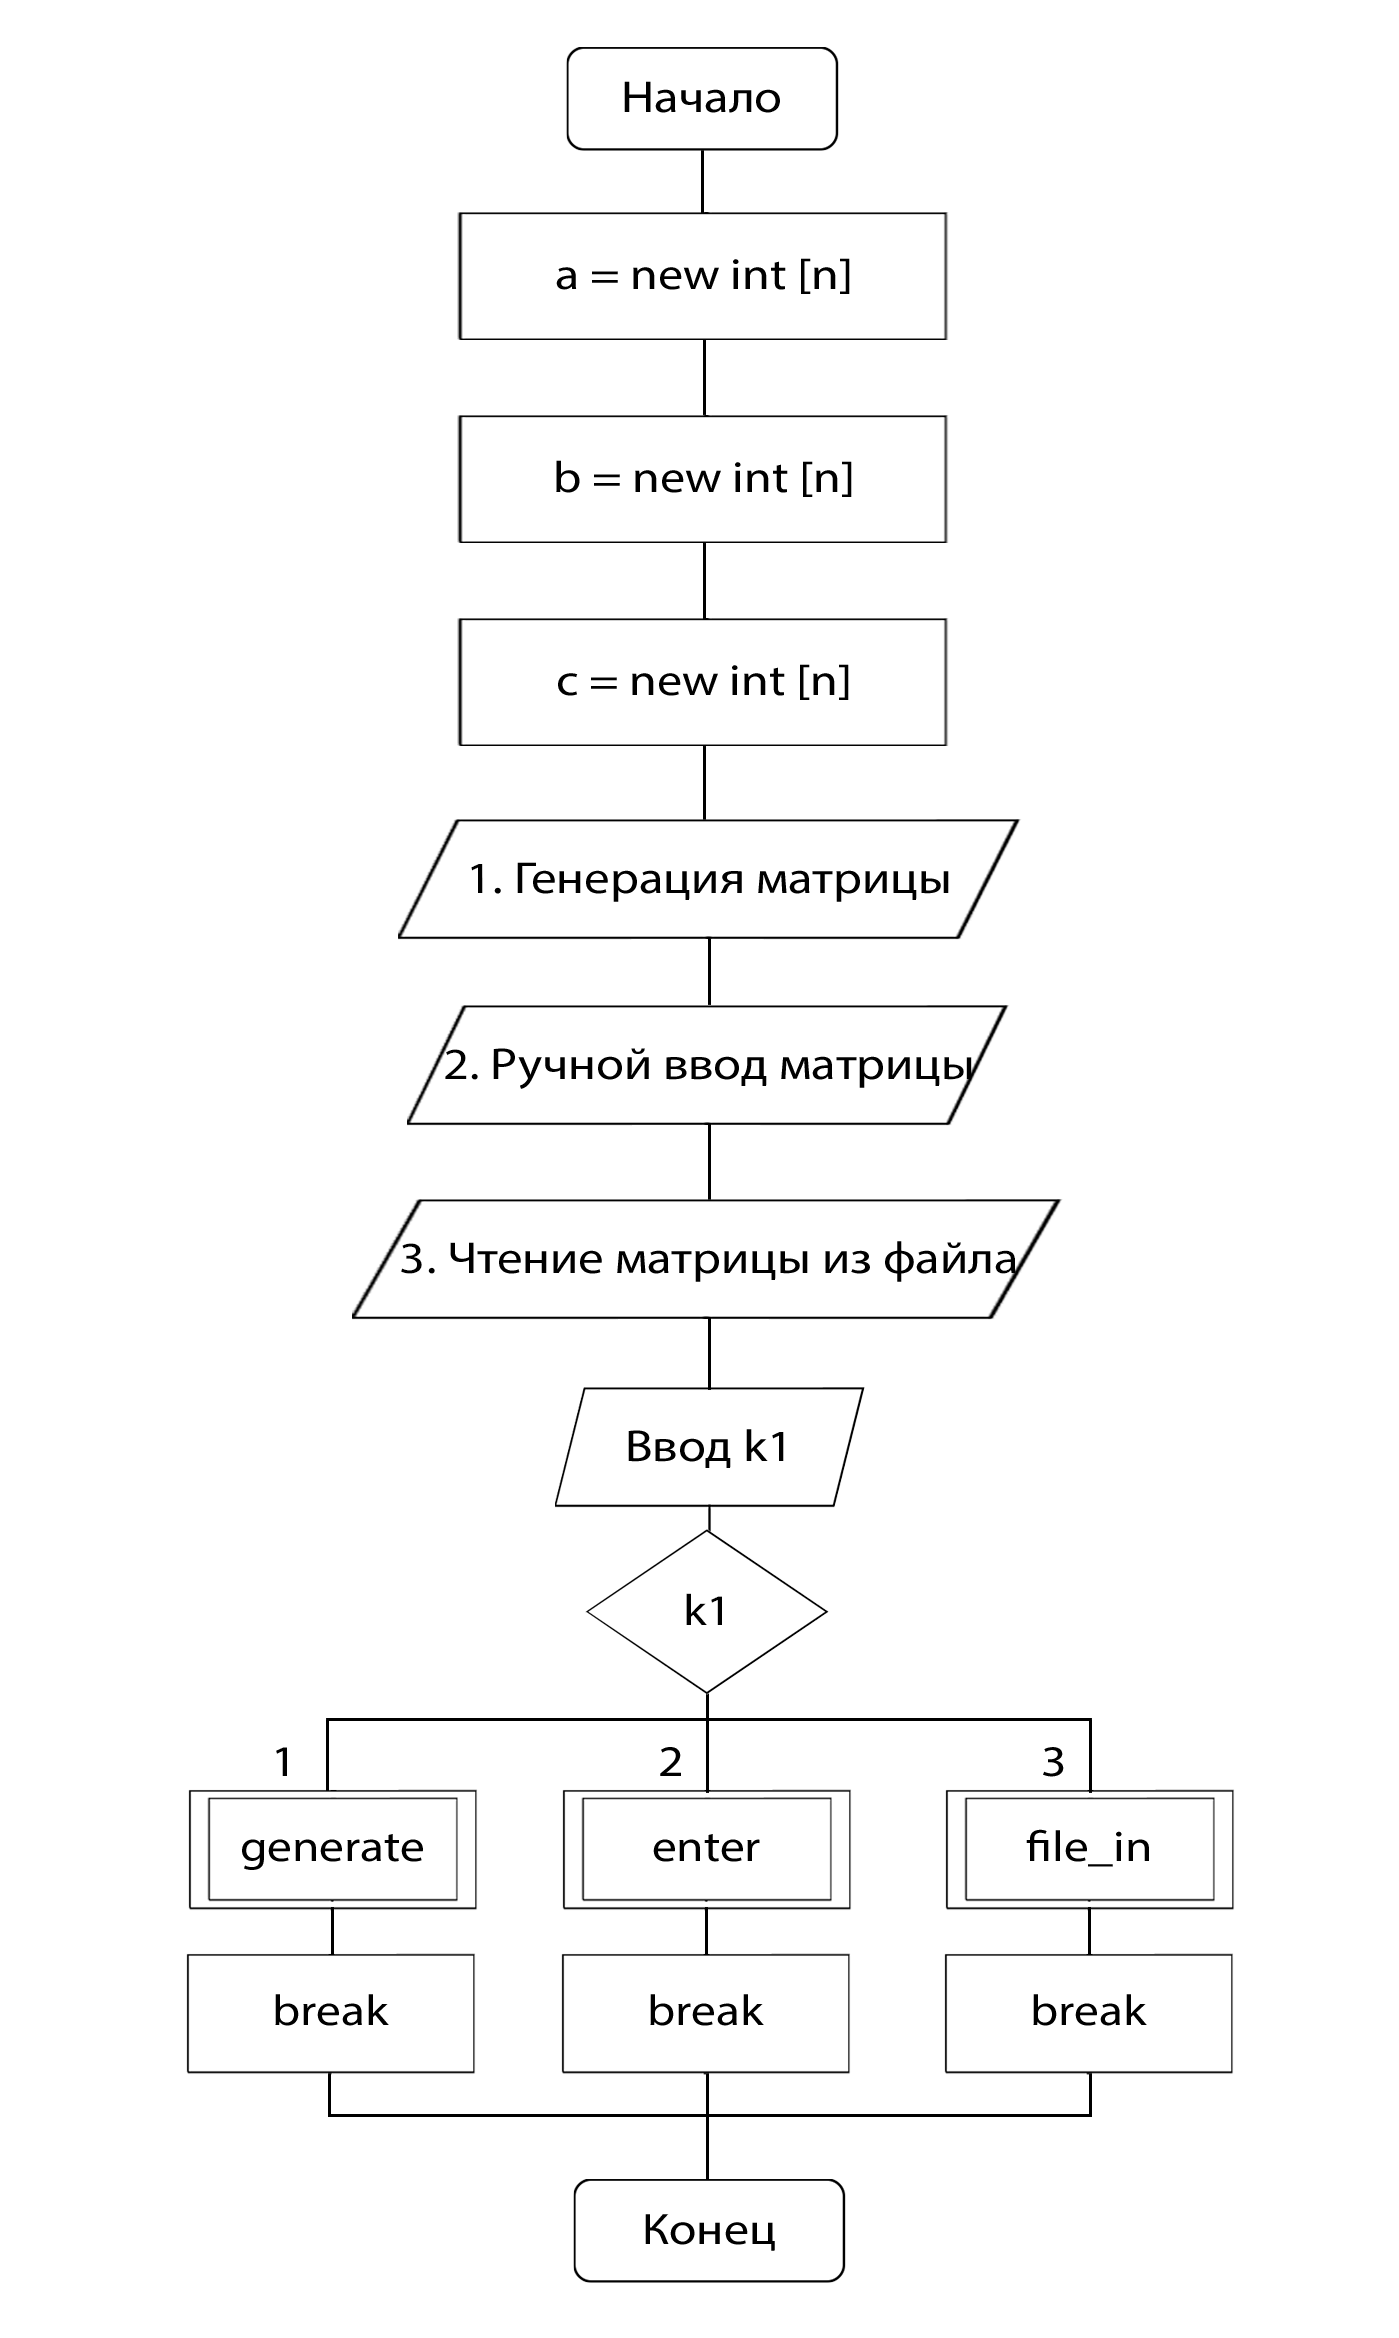 Начало
a = new int [n]
b = new int [n]
c = new int [n]
1. Генерация матрицы
2. Ручной ввод матрицы
3. Чтение матрицы из файла
Ввод k1
k1
1 2 3
generate enter file_in
break break break
Конец